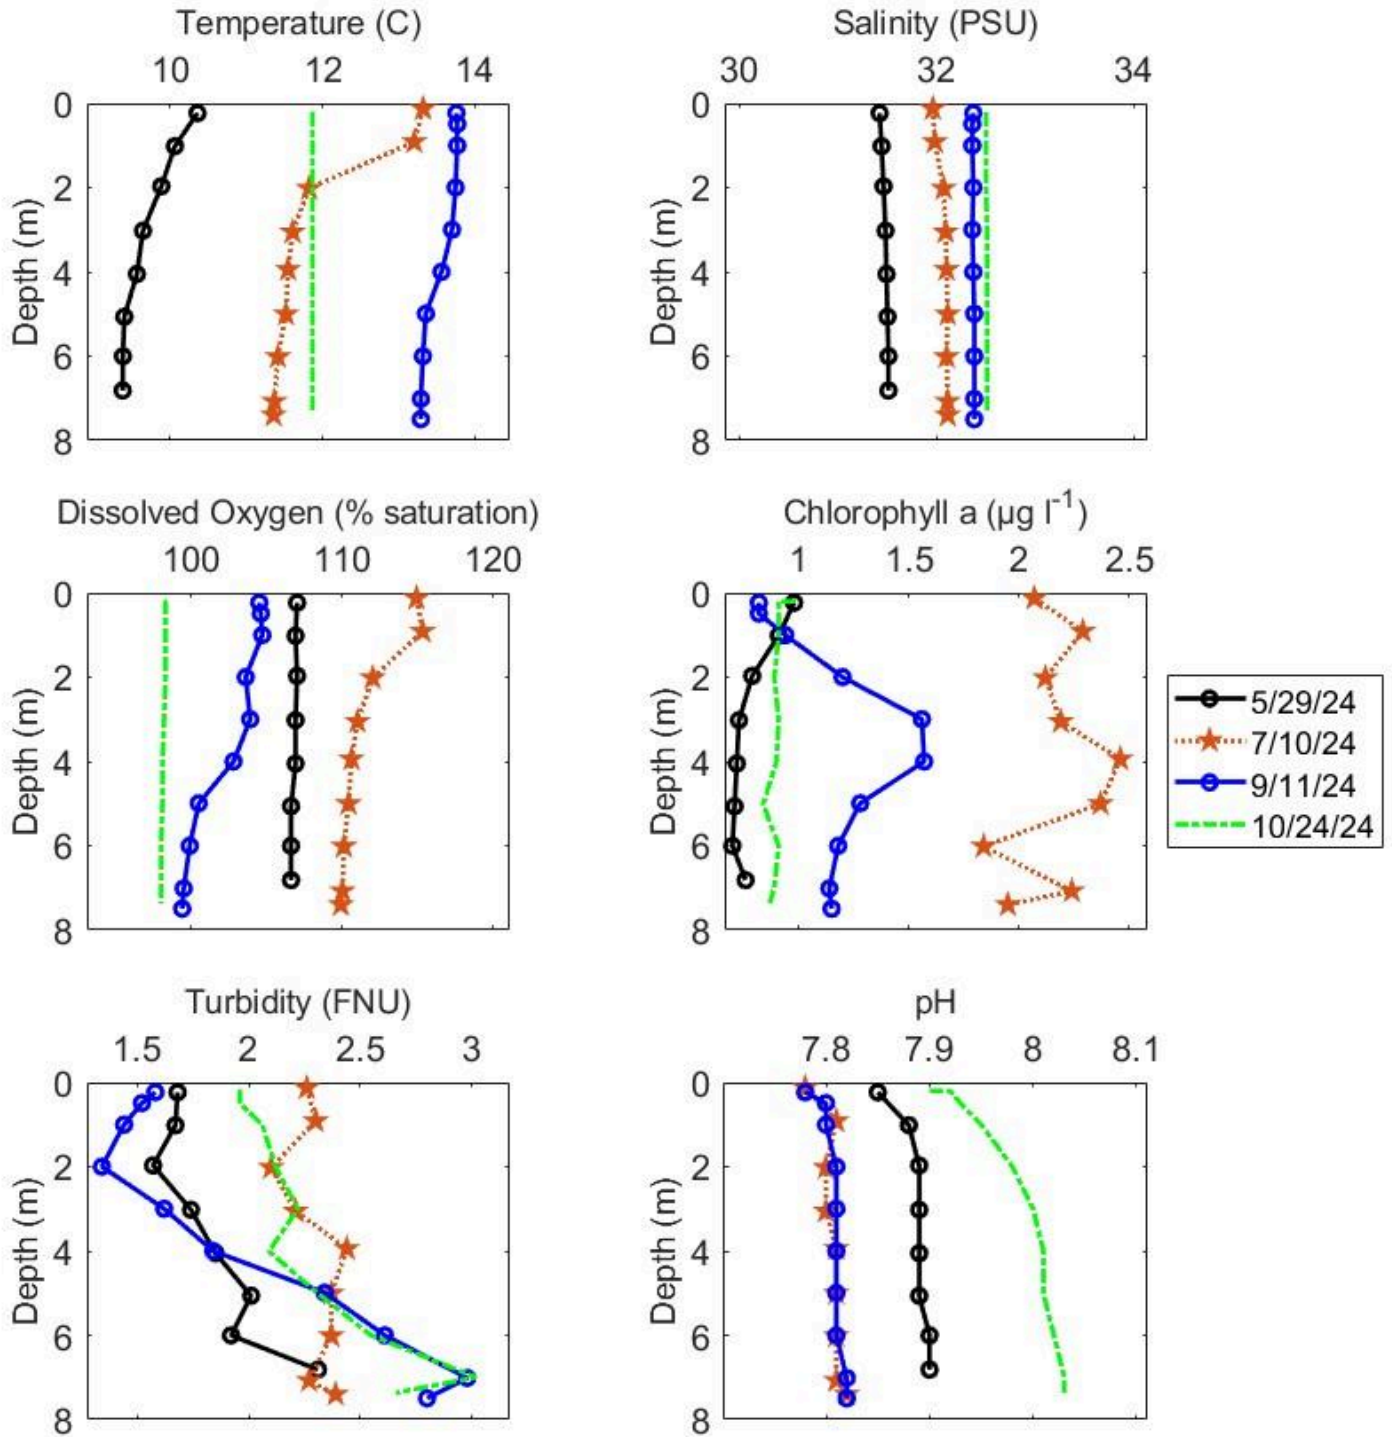 Temperature (C)
10 12 14
0
2
4
6
8
Depth (m)
Salinity (PSU)
30 32 34
0
2
4
6
8
Depth (m)
Dissolved Oxygen (% saturation)
100 110 120
0
2
4
6
8
Depth (m)
Chlorophyll a (µg l⁻¹)
1 1.5 2 2.5
0
2
4
6
8
Depth (m)
5/29/24
7/10/24
9/11/24
10/24/24
Turbidity (FNU)
1.5 2 2.5 3
0
2
4
6
8
Depth (m)
pH
7.8 7.9 8 8.1
0
2
4
6
8
Depth (m)